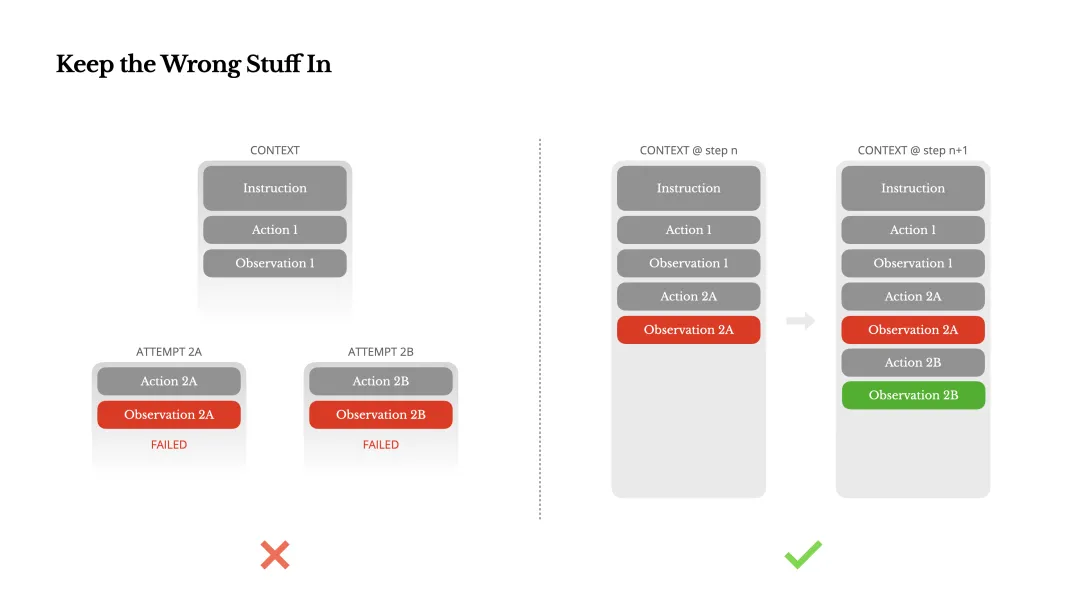 Keep the Wrong Stuff In
CONTEXT
Instruction
Action 1
Observation 1
ATTEMPT 2A
Action 2A
Observation 2A
FAILED
ATTEMPT 2B
Action 2B
Observation 2B
FAILED
CONTEXT @ step n
Instruction
Action 1
Observation 1
Action 2A
Observation 2A
CONTEXT @ step n+1
Instruction
Action 1
Observation 1
Action 2A
Observation 2A
Action 2B
Observation 2B